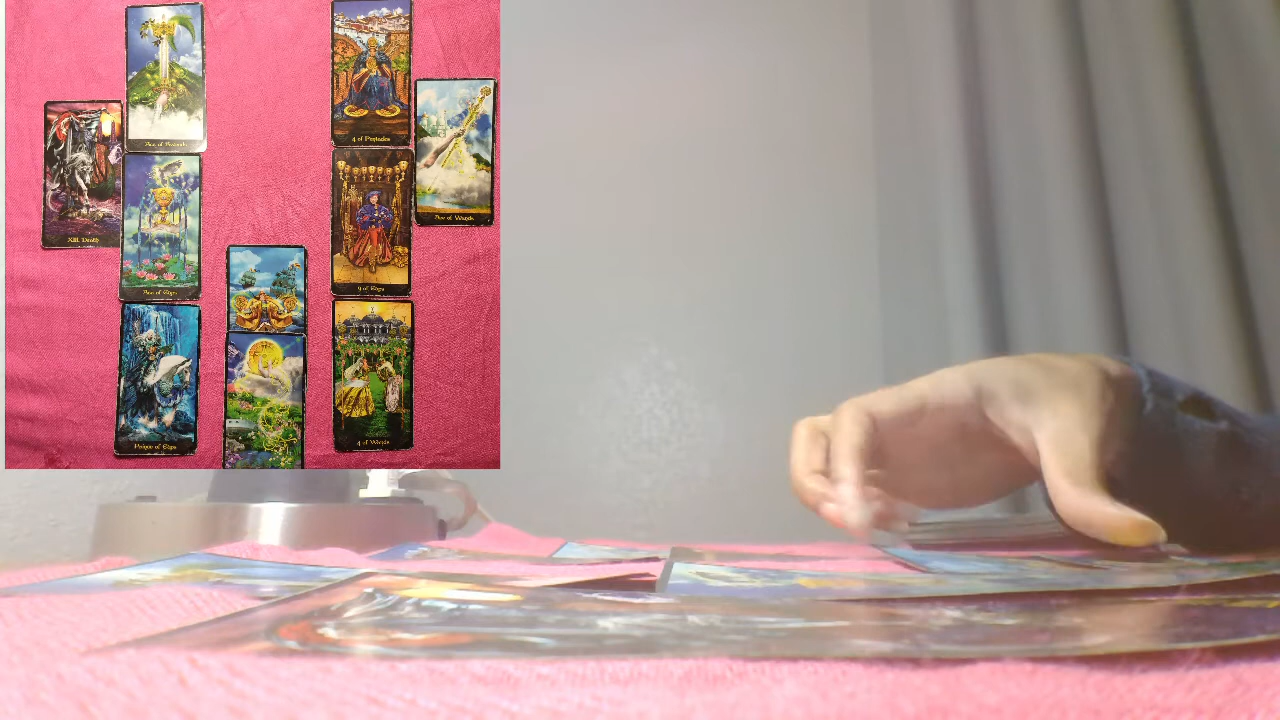 Ace of Swords
4 of Pentacles
XIII. Death
Ace of Wands
Ace of Cups
9 of Cups
Knight of Cups
4 of Wands